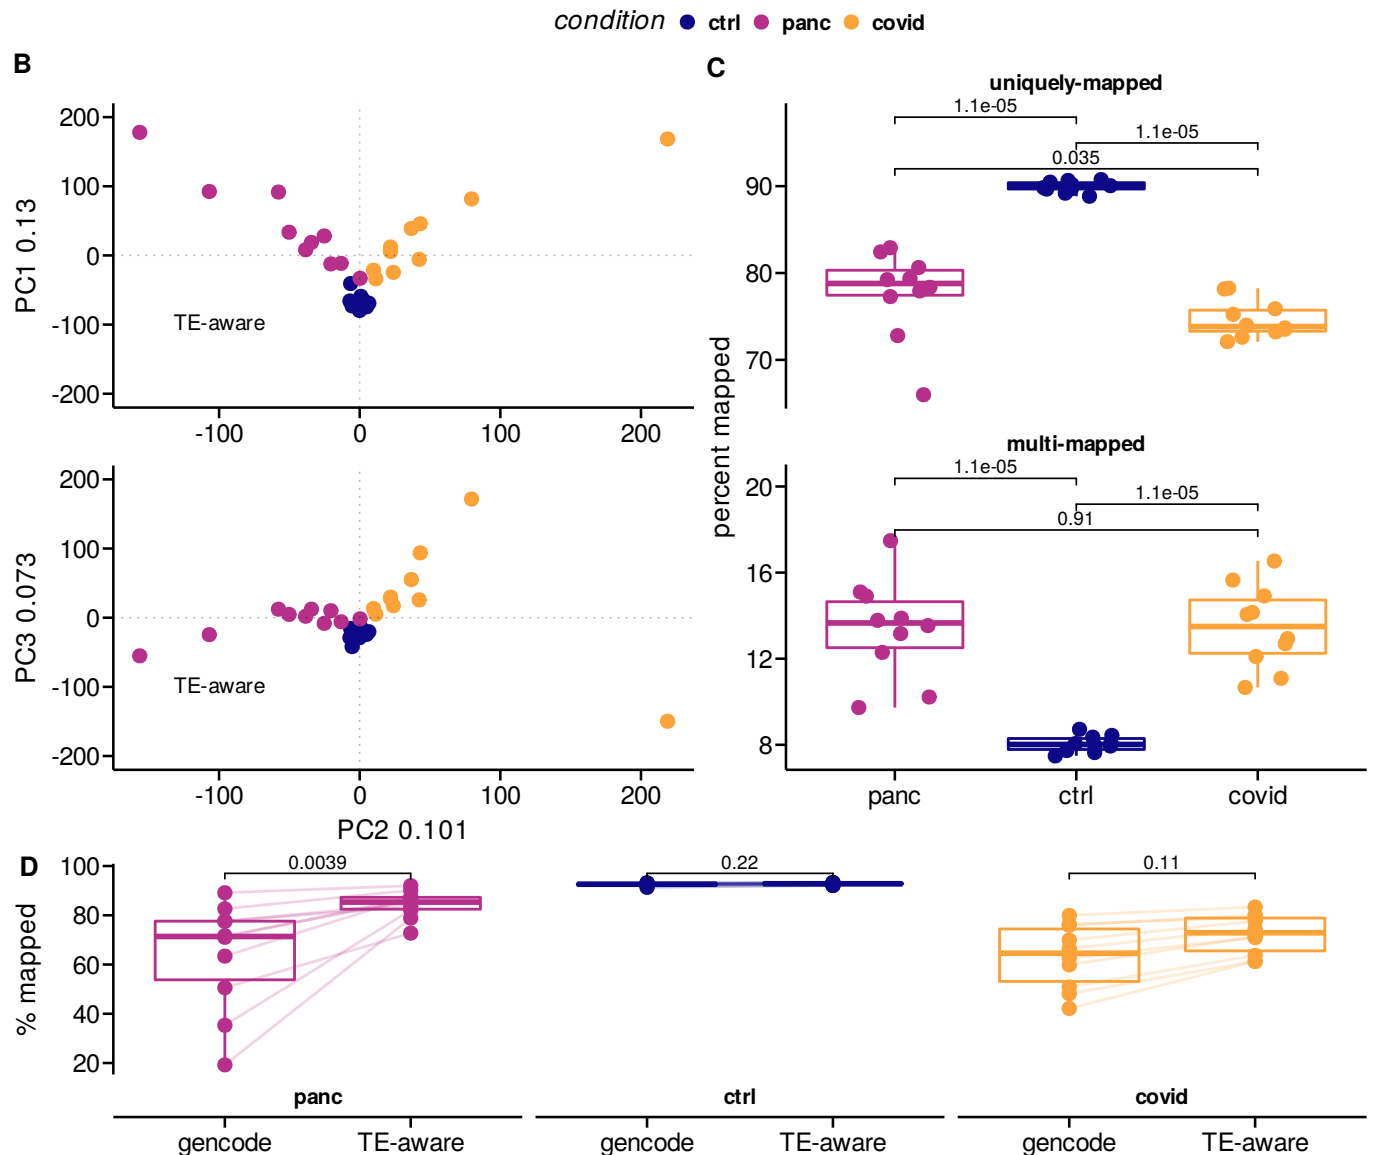 condition ctrl panc covid
B
PC1 0.13
200
100
0
-100
-200
TE-aware
-100 0 100 200
PC3 0.073
200
100
0
-100
-200
TE-aware
-100 0 100 200
PC2 0.101
C
percent mapped
uniquely-mapped
1.1e-05
1.1e-05
0.035
90
80
70
multi-mapped
1.1e-05
1.1e-05
0.91
20
16
12
8
panc ctrl covid
D
% mapped
100
80
60
40
20
0.0039 0.22 0.11
panc ctrl covid
gencode TE-aware gencode TE-aware gencode TE-aware